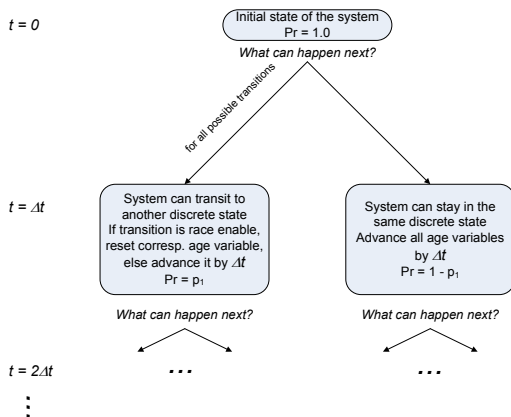 t = 0
Initial state of the system
Pr = 1.0
What can happen next?
for all possible transitions
t = Δt
System can transit to
another discrete state
If transition is race enable,
reset corresp. age variable,
else advance it by Δt
Pr = p₁
System can stay in the
same discrete state
Advance all age variables
by Δt
Pr = 1 - p₁
What can happen next?
What can happen next?
t = 2Δt
...
...